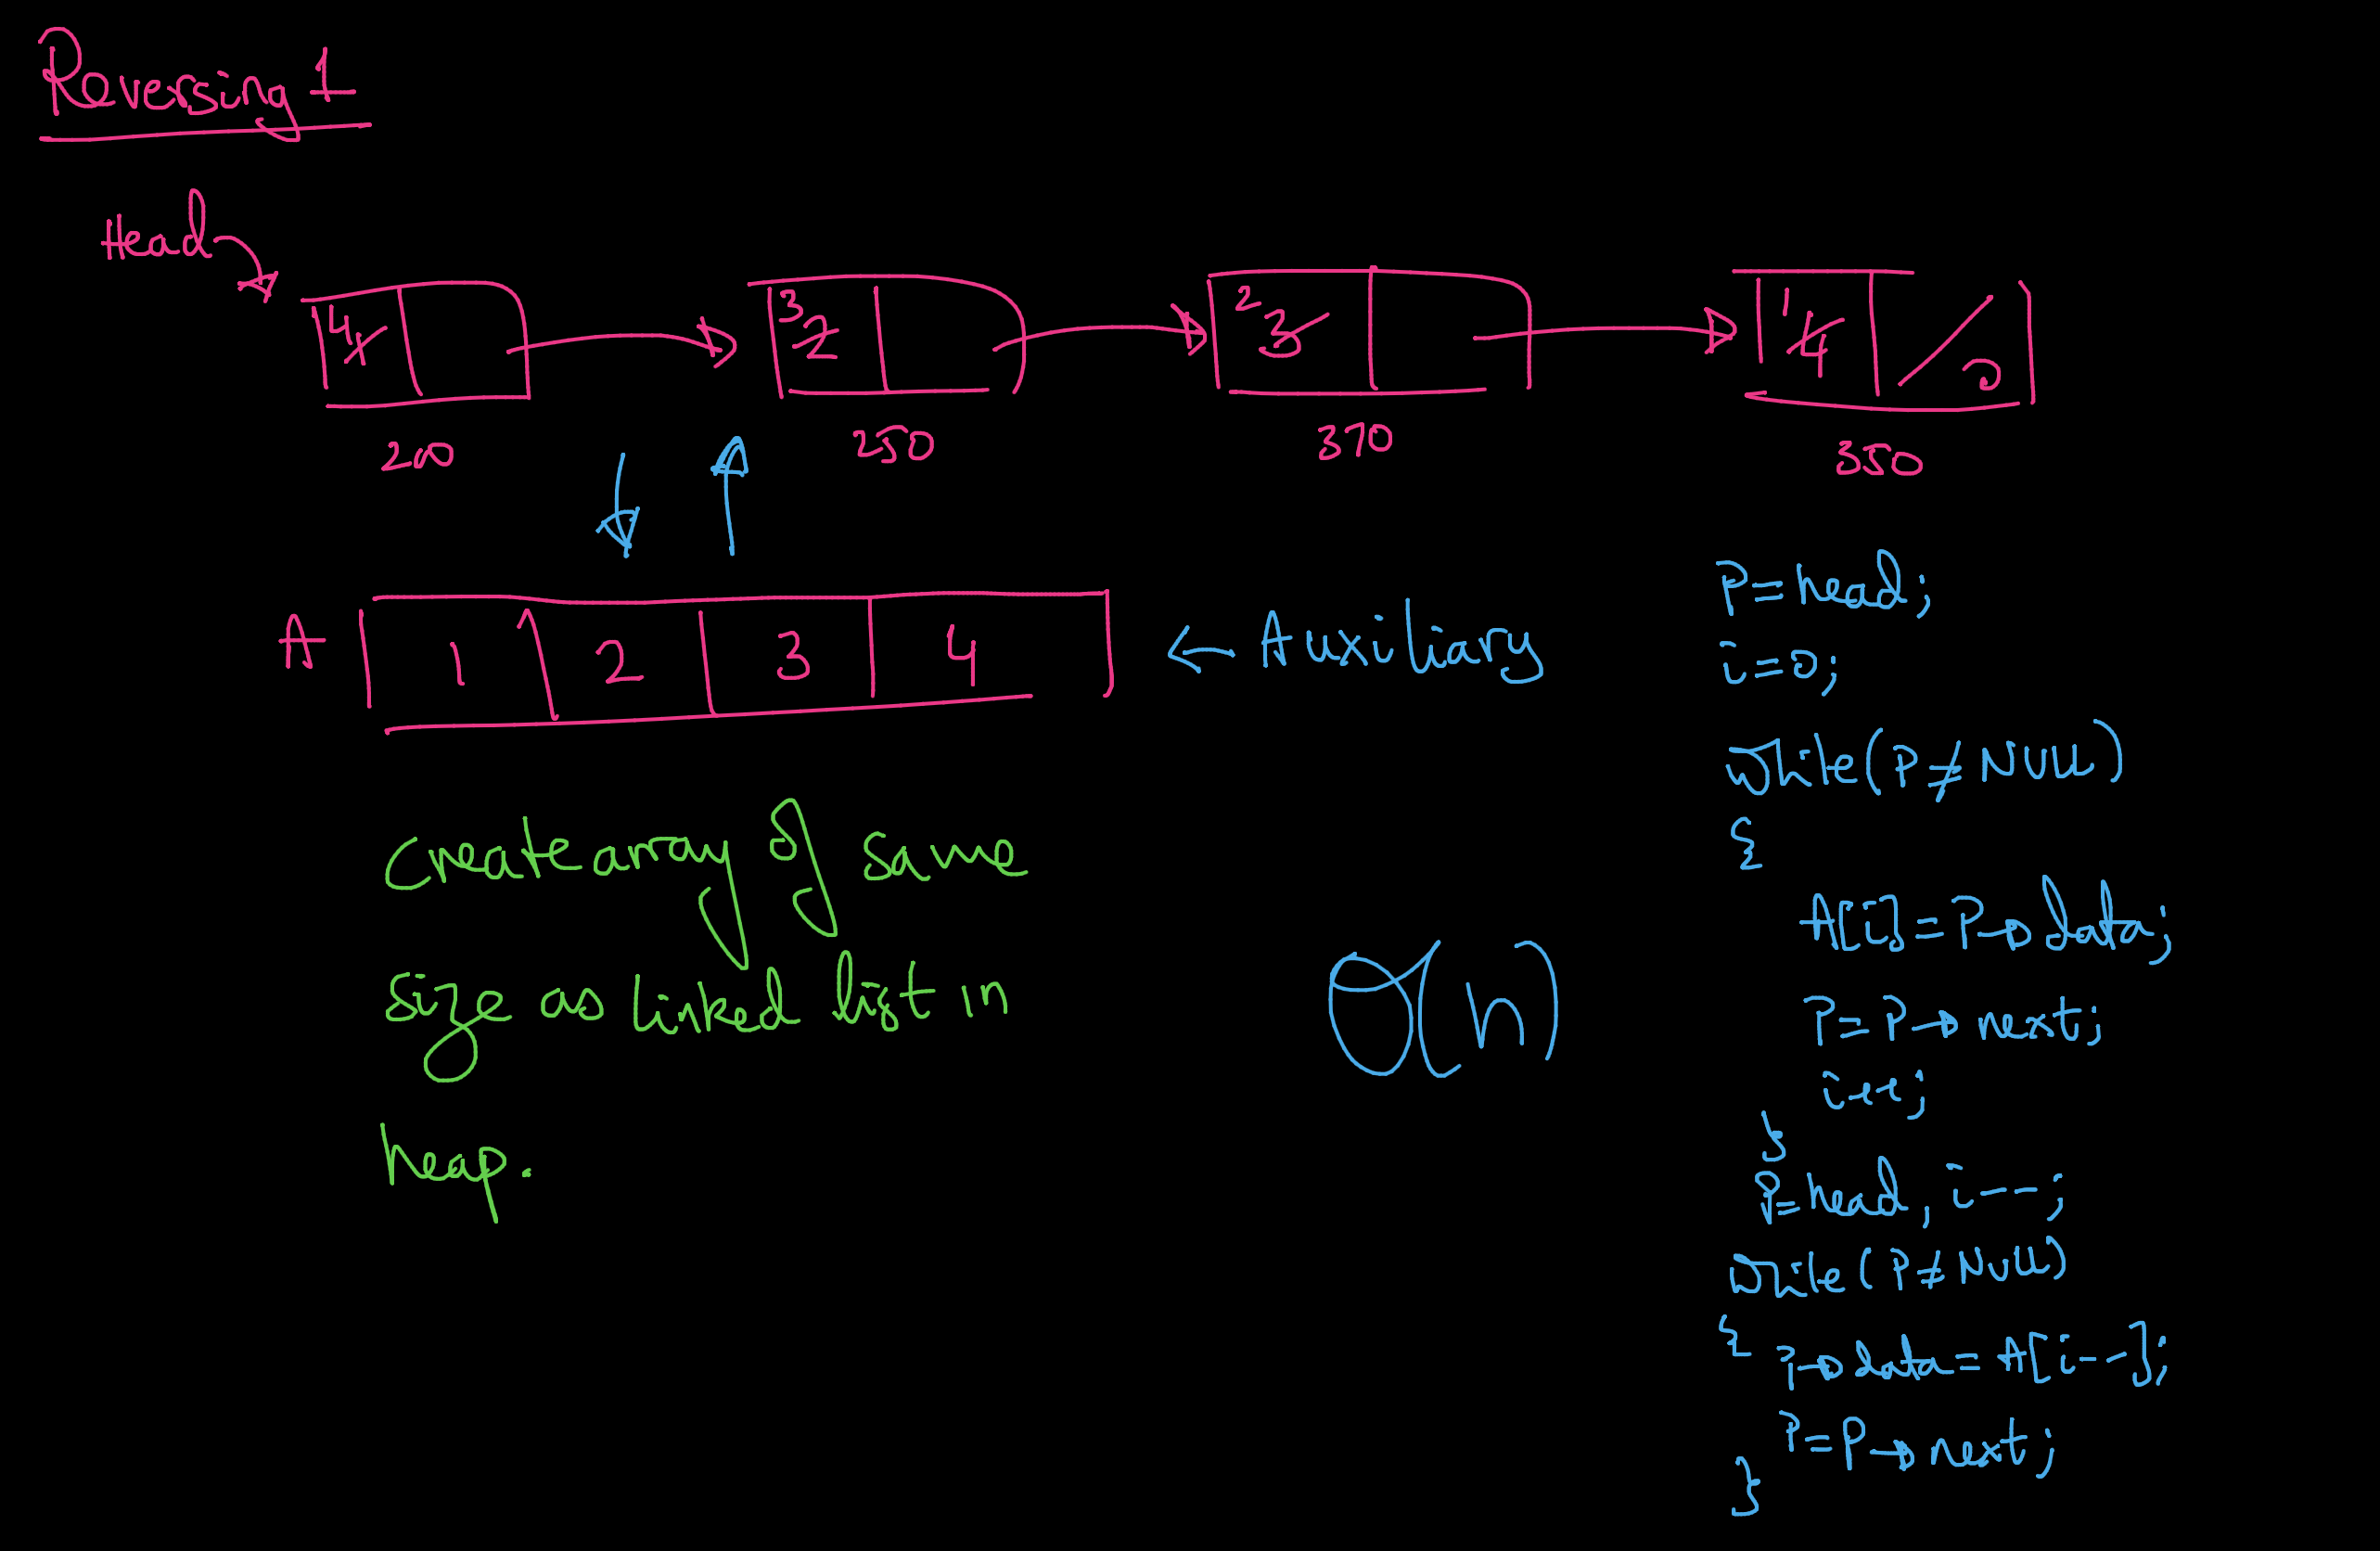 Reversing 1
Head
4 1
3 2
2 3
1 4 0
200
250
370
350
A 1 2 3 4
← Auxiliary
Create array of same
size as linked list in
heap.
O(n)
P=head;
i=0;
while(P≠NULL)
{
A[i]=P→data;
P=P→next;
i++;
}
P=head, i--;
while(P≠NULL)
{ P→data=A[i--];
P=P→next;
}